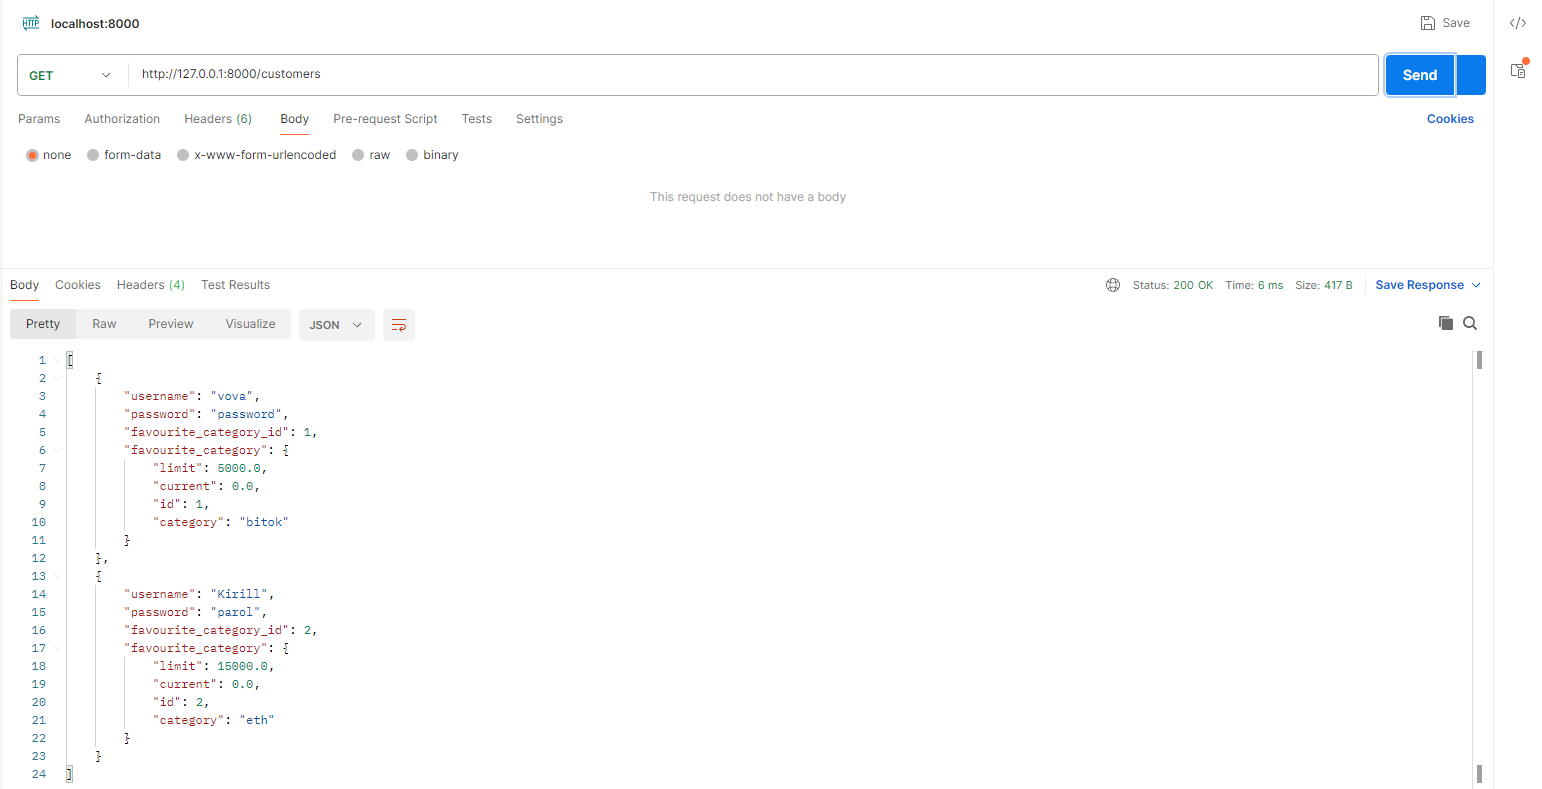 HTTP localhost:8000 Save </>
GET http://127.0.0.1:8000/customers Send
Params Authorization Headers (6) Body Pre-request Script Tests Settings Cookies
none form-data x-www-form-urlencoded raw binary
This request does not have a body
Body Cookies Headers (4) Test Results Status: 200 OK Time: 6 ms Size: 417 B Save Response
Pretty Raw Preview Visualize JSON
1 [
2 {
3 "username": "vova",
4 "password": "password",
5 "favourite_category_id": 1,
6 "favourite_category": {
7 "limit": 5000.0,
8 "current": 0.0,
9 "id": 1,
10 "category": "bitok"
11 }
12 },
13 {
14 "username": "Kirill",
15 "password": "parol",
16 "favourite_category_id": 2,
17 "favourite_category": {
18 "limit": 15000.0,
19 "current": 0.0,
20 "id": 2,
21 "category": "eth"
22 }
23 }
24 ]